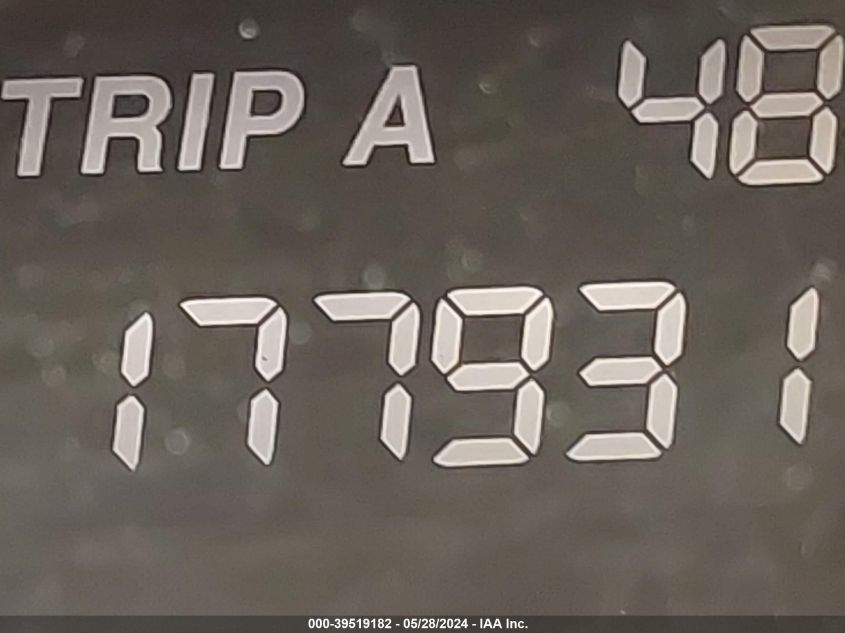 TRIP A 48
177931
000-39519182 - 05/28/2024 - IAA Inc.